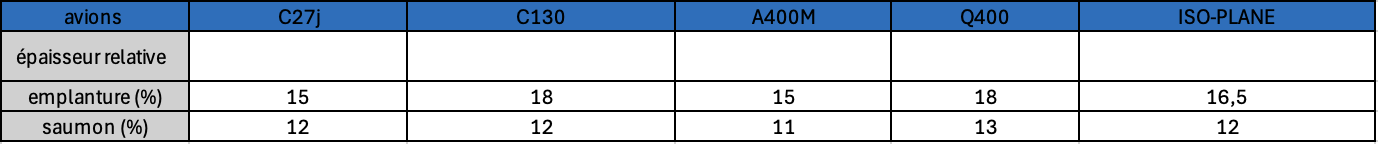 avions C27j C130 A400M Q400 ISO-PLANE
épaisseur relative
emplanture (%) 15 18 15 18 16,5
saumon (%) 12 12 11 13 12